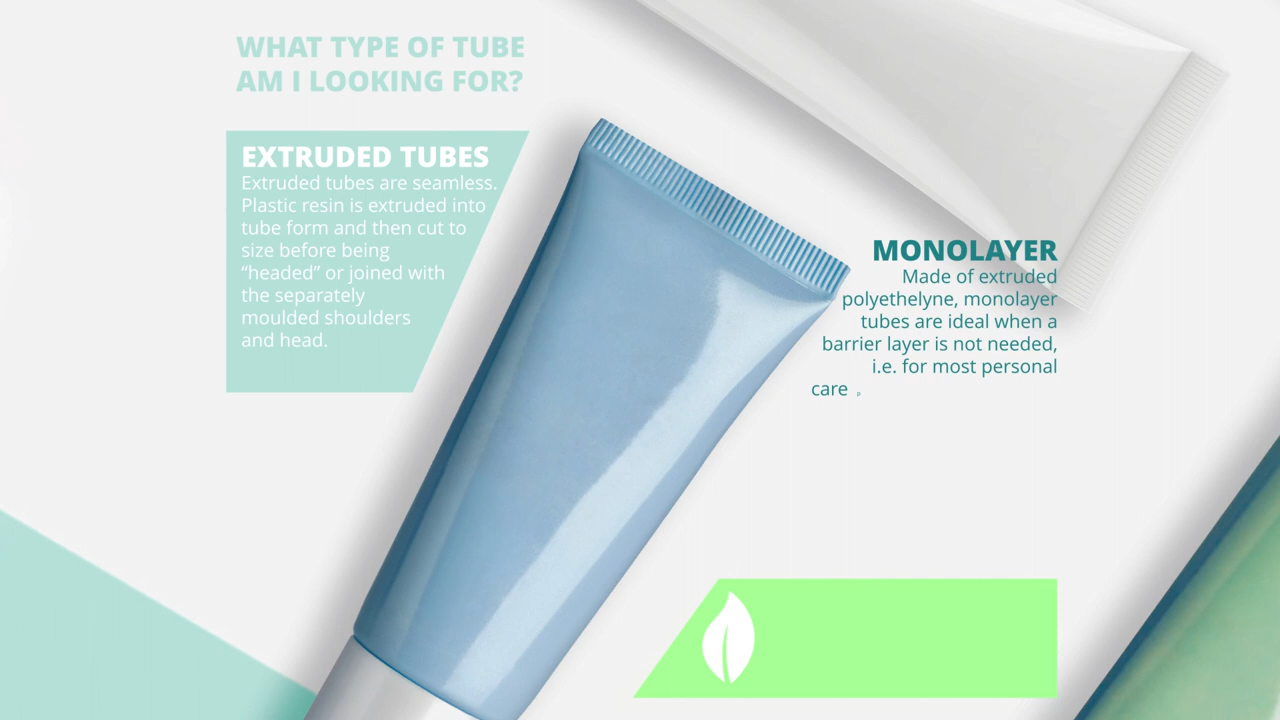 WHAT TYPE OF TUBE
AM I LOOKING FOR?
EXTRUDED TUBES
Extruded tubes are seamless.
Plastic resin is extruded into
tube form and then cut to
size before being
“headed” or joined with
the separately
moulded shoulders
and head.
MONOLAYER
Made of extruded
polyethelyne, monolayer
tubes are ideal when a
barrier layer is not needed,
i.e. for most personal
care p